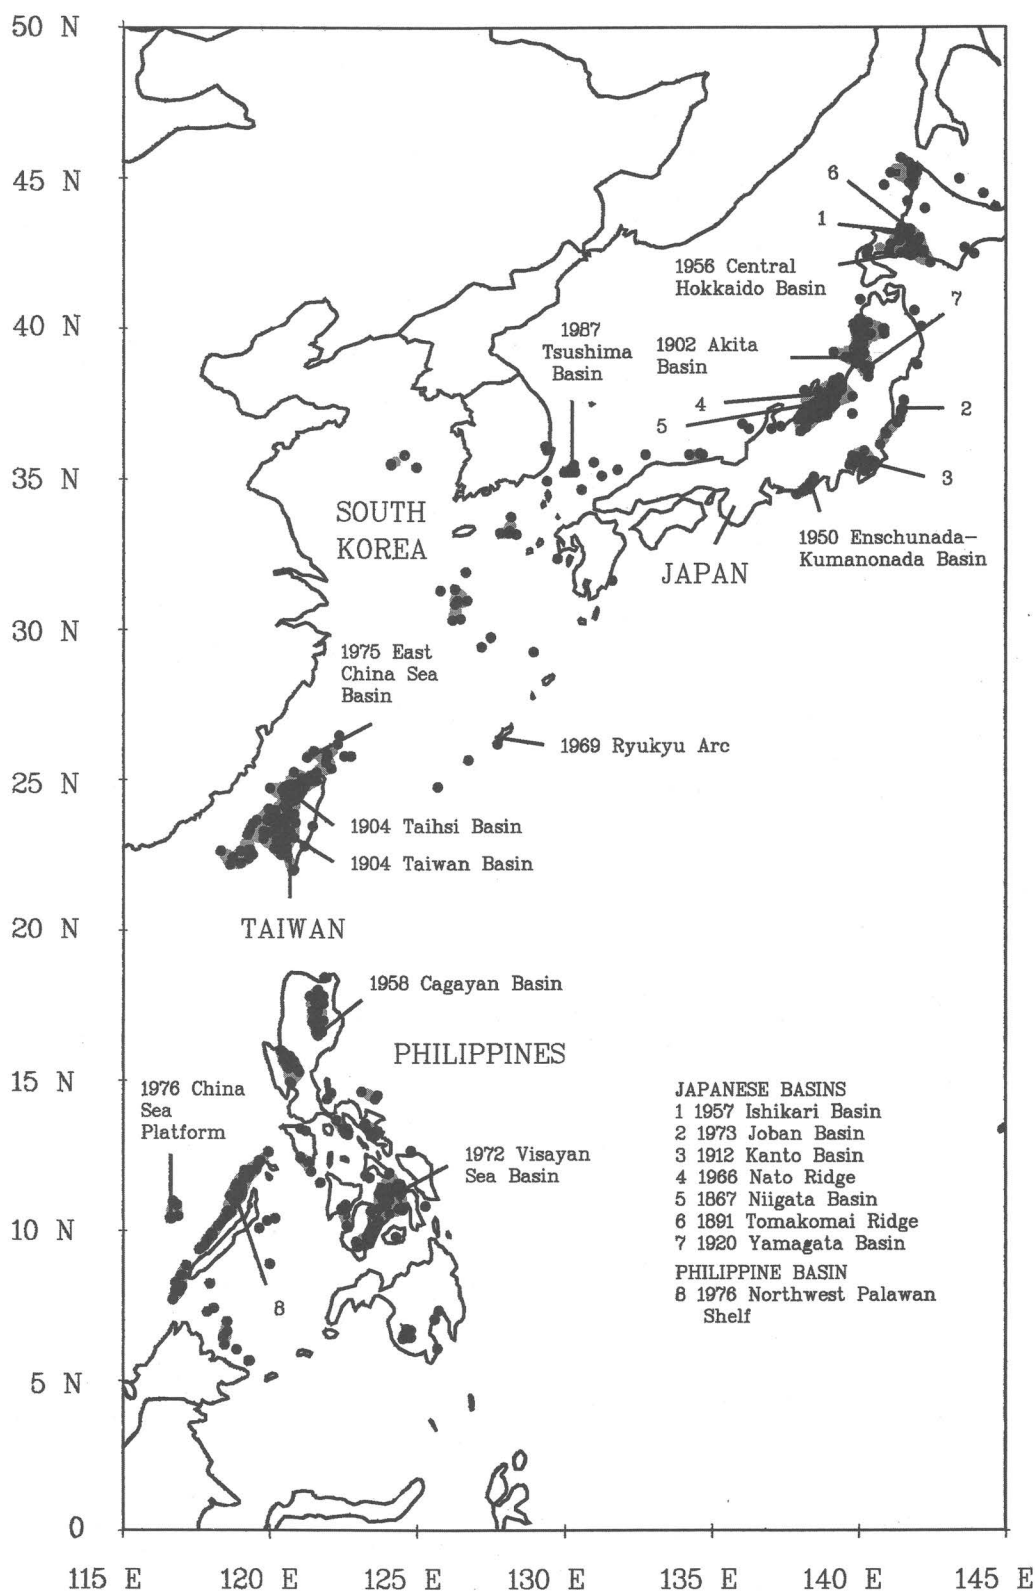 50 N
45 N
40 N
35 N
30 N
25 N
20 N
15 N
10 N
5 N
0
115 E
120 E
125 E
130 E
135 E
140 E
145 E
6
1
1956 Central
Hokkaido Basin
7
1987
Tsushima
Basin
1902 Akita
Basin
4
5
2
3
SOUTH
KOREA
JAPAN
1950 Enschunada-
Kumanonada Basin
1975 East
China Sea
Basin
1969 Ryukyu Arc
1904 Taihsi Basin
1904 Taiwan Basin
TAIWAN
1958 Cagayan Basin
PHILIPPINES
1976 China
Sea
Platform
1972 Visayan
Sea Basin
8
JAPANESE BASINS
1 1957 Ishikari Basin
2 1973 Joban Basin
3 1912 Kanto Basin
4 1966 Nato Ridge
5 1867 Niigata Basin
6 1891 Tomakomai Ridge
7 1920 Yamagata Basin
PHILIPPINE BASIN
8 1976 Northwest Palawan
Shelf